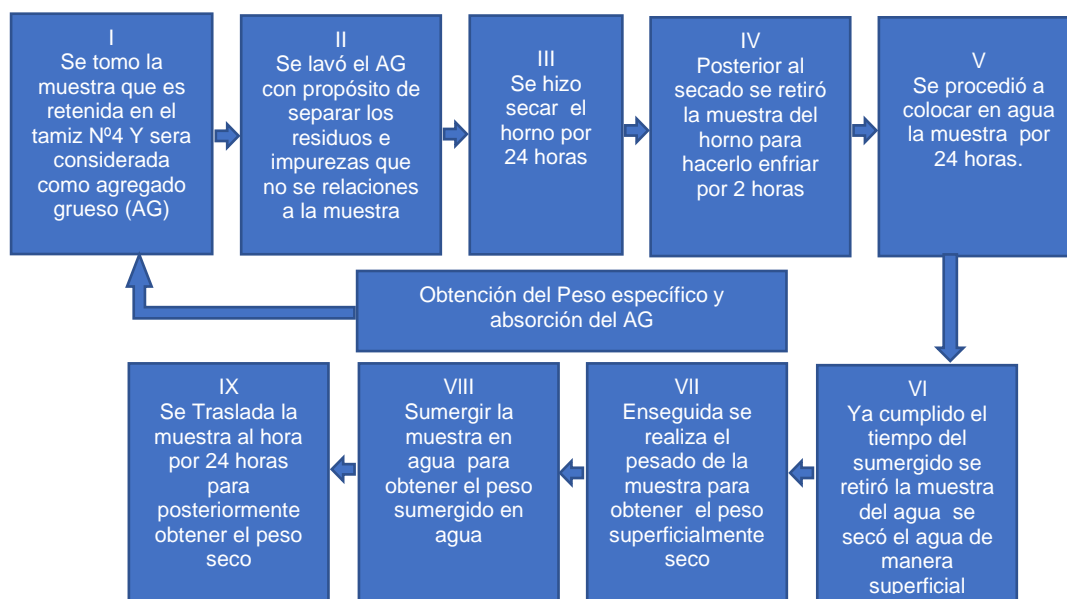 I
Se tomo la
muestra que es
retenida en el
tamiz Nº4 Y sera
considerada
como agregado
grueso (AG)
II
Se lavó el AG
con propósito de
separar los
residuos e
impurezas que
no se relaciones
a la muestra
III
Se hizo
secar el
horno por
24 horas
IV
Posterior al
secado se retiró
la muestra del
horno para
hacerlo enfriar
por 2 horas
V
Se procedió a
colocar en agua
la muestra por
24 horas.
Obtención del Peso específico y
absorción del AG
VI
Ya cumplido el
tiempo del
sumergido se
retiró la muestra
del agua se
secó el agua de
manera
superficial
VII
Enseguida se
realiza el
pesado de la
muestra para
obtener el peso
superficialmente
seco
VIII
Sumergir la
muestra en
agua para
obtener el peso
sumergido en
agua
IX
Se Traslada la
muestra al hora
por 24 horas
para
posteriormente
obtener el peso
seco